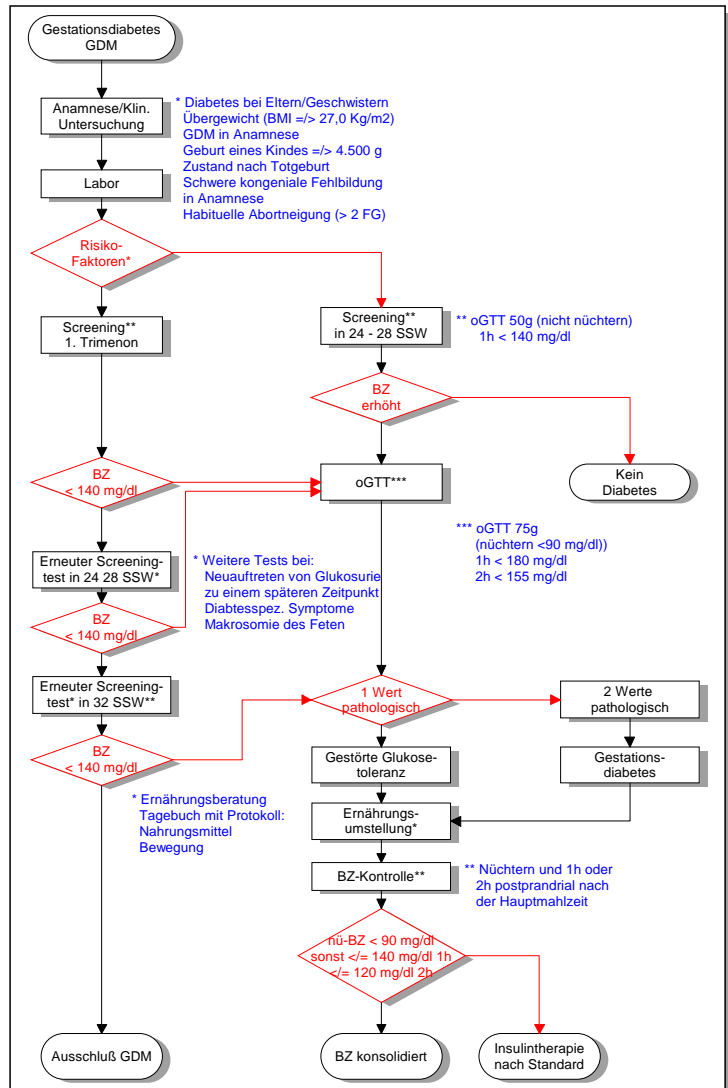 Gestationsdiabetes
GDM
Anamnese/Klin.
Untersuchung
* Diabetes bei Eltern/Geschwistern
Übergewicht (BMI =/> 27,0 Kg/m2)
GDM in Anamnese
Geburt eines Kindes =/> 4.500 g
Zustand nach Totgeburt
Schwere kongeniale Fehlbildung
in Anamnese
Habituelle Abortneigung (> 2 FG)
Labor
Risiko-
Faktoren*
Screening**
1. Trimenon
Screening**
in 24 - 28 SSW
** oGTT 50g (nicht nüchtern)
1h < 140 mg/dl
BZ
erhöht
BZ
< 140 mg/dl
oGTT***
Kein
Diabetes
*** oGTT 75g
(nüchtern <90 mg/dl))
1h < 180 mg/dl
2h < 155 mg/dl
Erneuter Screening-
test in 24 28 SSW*
* Weitere Tests bei:
Neuauftreten von Glukosurie
zu einem späteren Zeitpunkt
Diabtesspez. Symptome
Makrosomie des Feten
BZ
< 140 mg/dl
Erneuter Screening-
test* in 32 SSW**
1 Wert
pathologisch
2 Werte
pathologisch
BZ
< 140 mg/dl
Gestörte Glukose-
toleranz
Gestations-
diabetes
* Ernährungsberatung
Tagebuch mit Protokoll:
Nahrungsmittel
Bewegung
Ernährungs-
umstellung*
BZ-Kontrolle**
** Nüchtern und 1h oder
2h postprandrial nach
der Hauptmahlzeit
nü-BZ < 90 mg/dl
sonst </= 140 mg/dl 1h
</= 120 mg/dl 2h
Ausschluß GDM
BZ konsolidiert
Insulintherapie
nach Standard